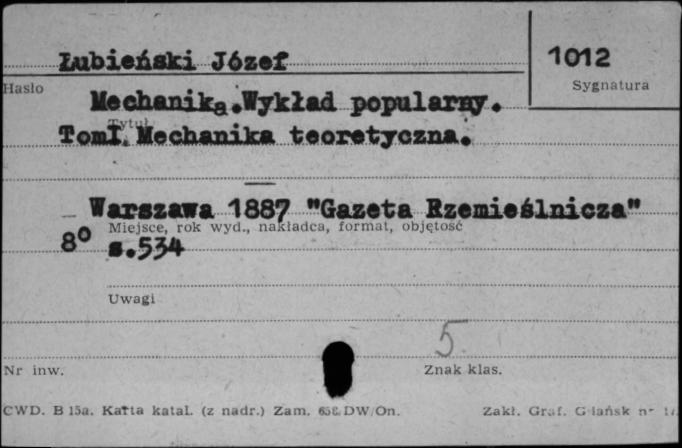 Łubieński Józef
1012
Hasło
Sygnatura
Mechanika.Wykład popularny.
Tytuł
TomI. Mechanika teoretyczna.
Warszawa 1887 "Gazeta Rzemieślnicza"
Miejsce, rok wyd., nakładca, format, objętość
8° s.534
Uwagi
5
Nr inw.
Znak klas.
CWD. B 15a. Karta katal. (z nadr.) Zam. DW/On.
Zakł. Graf. Gdańsk nr